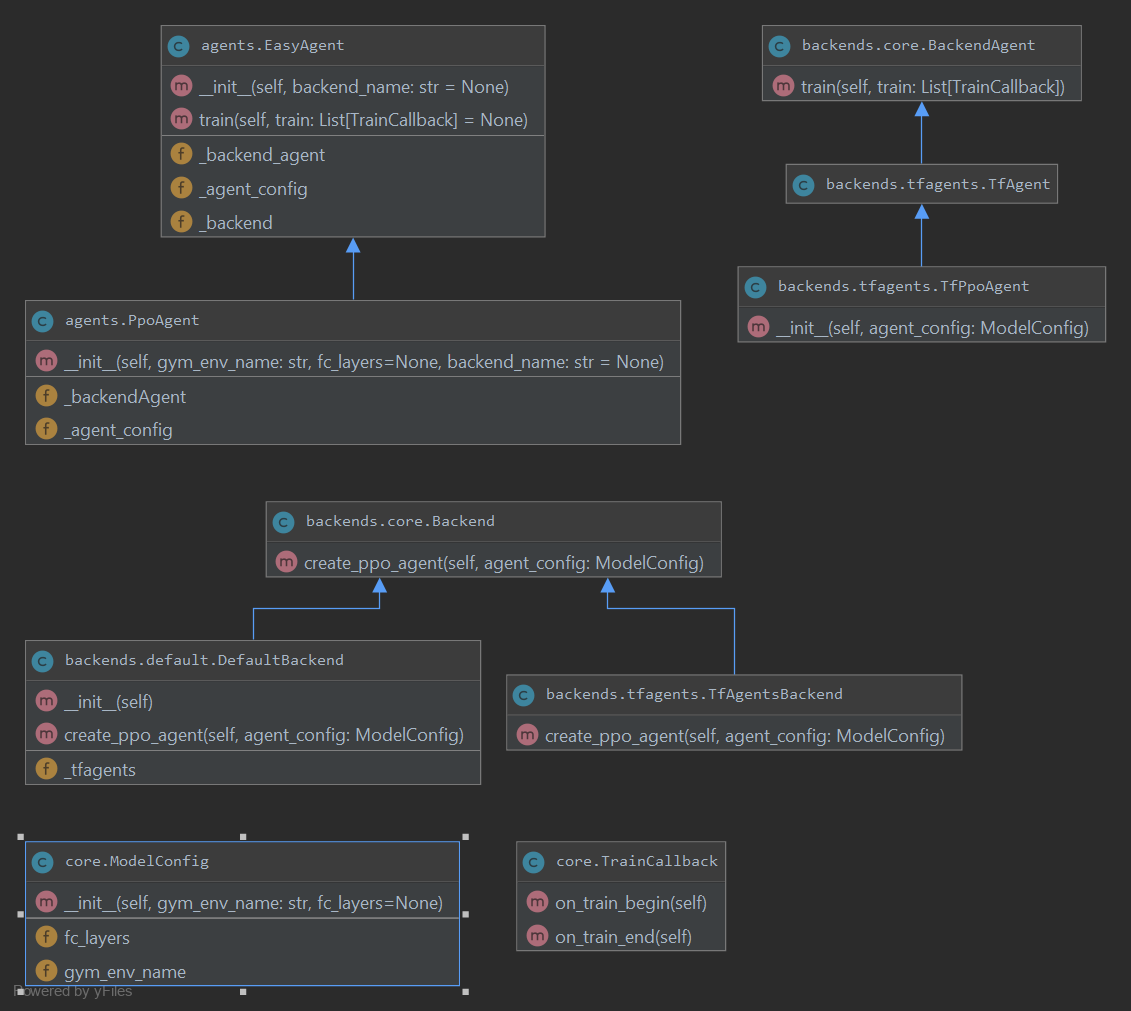 agents.EasyAgent
__init__(self, backend_name: str = None)
train(self, train: List[TrainCallback] = None)
_backend_agent
_agent_config
_backend
backends.core.BackendAgent
train(self, train: List[TrainCallback])
backends.tfagents.TfAgent
backends.tfagents.TfPpoAgent
__init__(self, agent_config: ModelConfig)
agents.PpoAgent
__init__(self, gym_env_name: str, fc_layers=None, backend_name: str = None)
_backendAgent
_agent_config
backends.core.Backend
create_ppo_agent(self, agent_config: ModelConfig)
backends.default.DefaultBackend
__init__(self)
create_ppo_agent(self, agent_config: ModelConfig)
_tfagents
backends.tfagents.TfAgentsBackend
create_ppo_agent(self, agent_config: ModelConfig)
core.ModelConfig
__init__(self, gym_env_name: str, fc_layers=None)
fc_layers
gym_env_name
core.TrainCallback
on_train_begin(self)
on_train_end(self)
Powered by yFiles